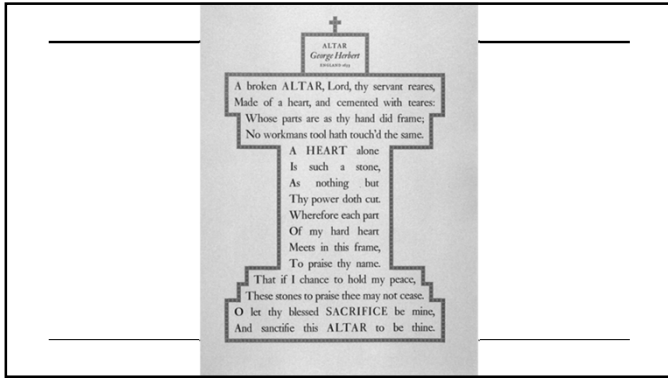 ALTAR
George Herbert
A broken ALTAR, Lord, thy servant reares,
Made of a heart, and cemented with teares:
Whose parts are as thy hand did frame;
No workmans tool hath touch'd the same.
A HEART alone
Is such a stone,
As nothing but
Thy power doth cut.
Wherefore each part
Of my hard heart
Meets in this frame,
To praise thy name.
That if I chance to hold my peace,
These stones to praise thee may not cease.
O let thy blessed SACRIFICE be mine,
And sanctifie this ALTAR to be thine.